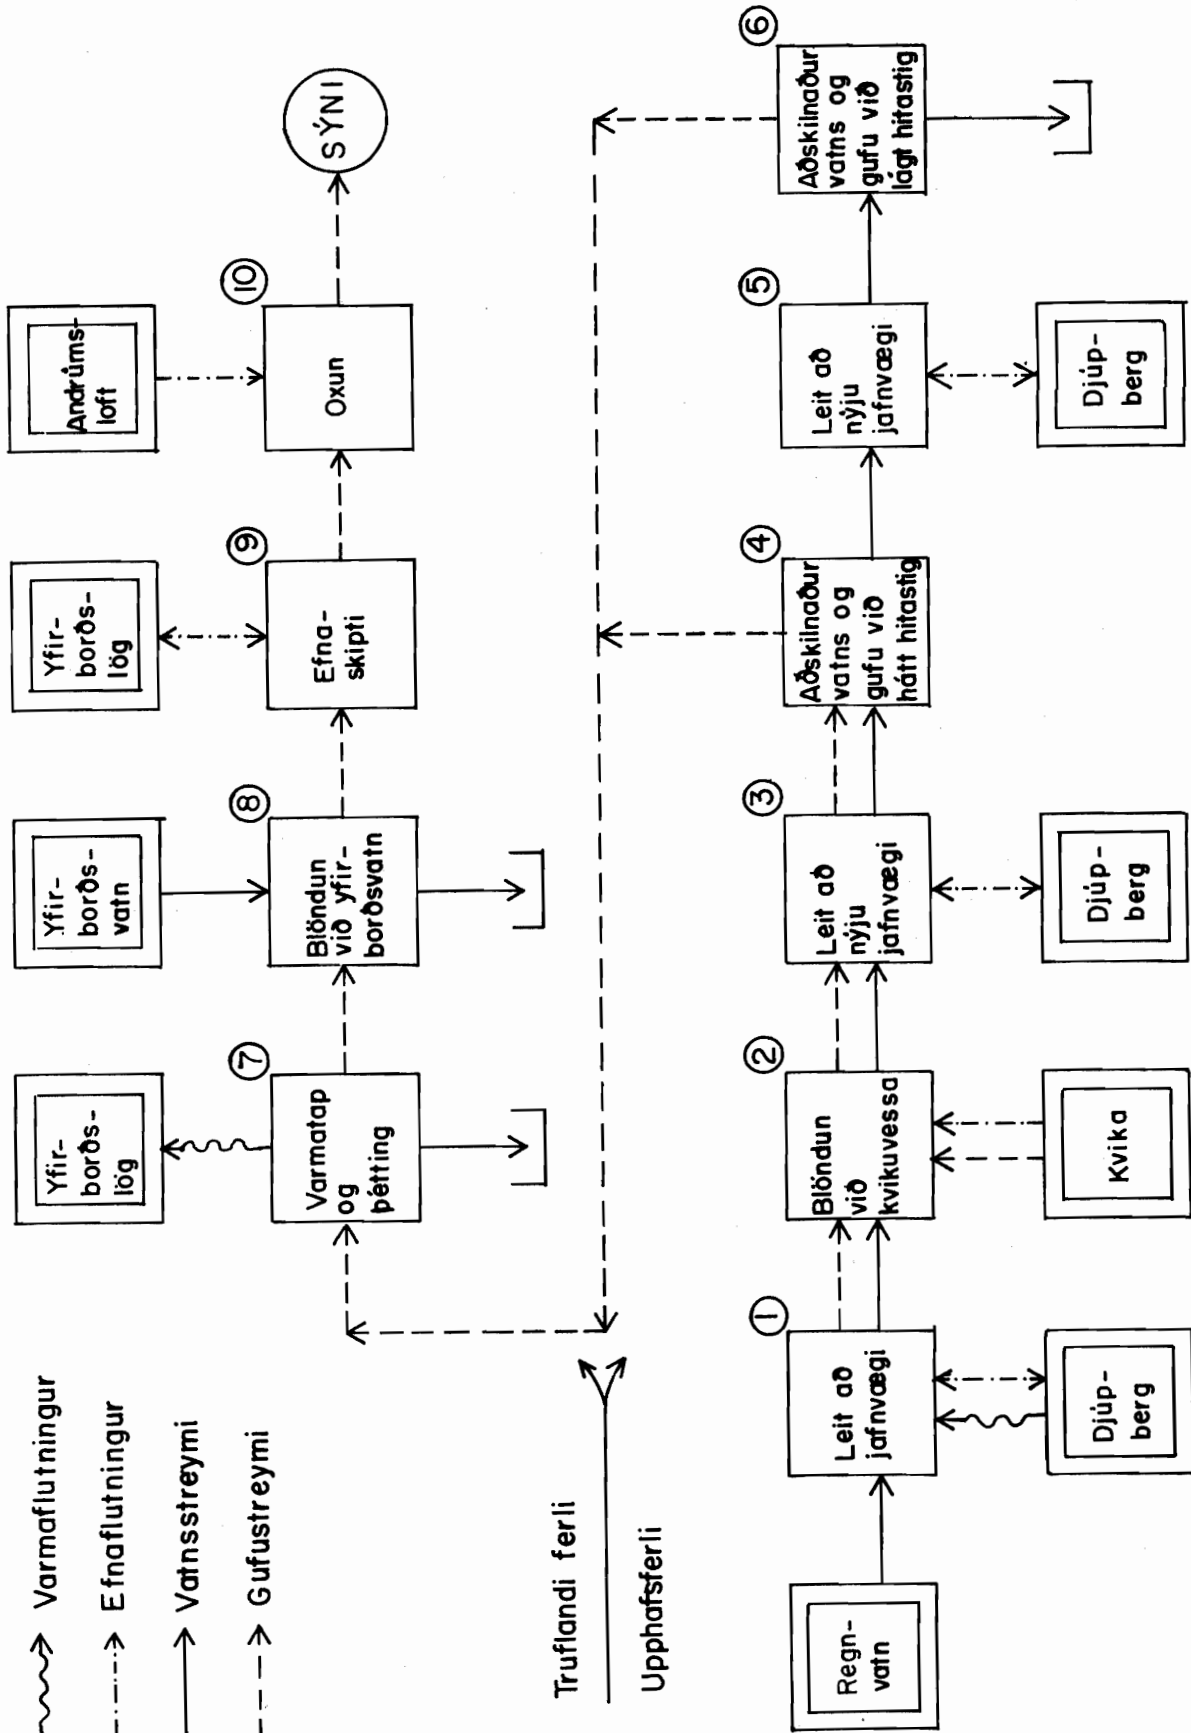 Varmaflutningur
Efnaflutningur
Vatnsstreymi
Gufustreymi
Yfir-
borðs-
lög
Yfir-
borðs-
vatn
Yfir-
borðs-
lög
Andrúms-
loft
7
Varmatap
og
þétting
8
Blöndun
við yfir-
borðsvatn
9
Efna-
skipti
10
Oxun
SÝNI
Truflandi ferli
Upphafsferli
Regn-
vatn
1
Leit að
jafnvægi
2
Blöndun
við
kvikuvessa
3
Leit að
nýju
jafnvægi
4
Aðskilnaður
vatns og
gufu við
hátt hitastig
5
Leit að
nýju
jafnvægi
6
Aðskilnaður
vatns og
gufu við
lágt hitastig
Djúp-
berg
Kvika
Djúp-
berg
Djúp-
berg